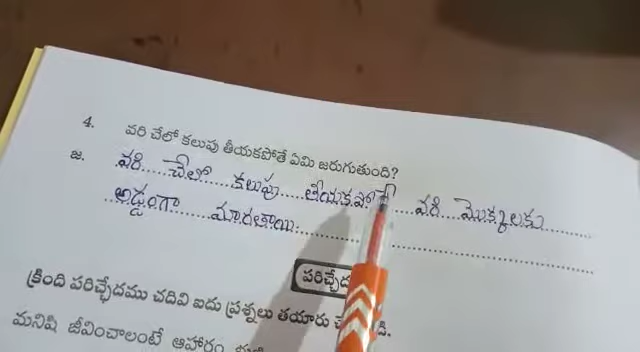 4. వరి చేలో కలుపు తీయకపోతే ఏమి జరుగుతుంది?
జ. వరి చేలో కలుపు తీయకపోతే వరి మొక్కలకు
అడ్డంగా మారతాయి.
పరిచ్ఛేద
క్రింది పరిచ్ఛేదము చదివి ఐదు ప్రశ్నలు తయారు
మనిషి జీవించాలంటే ఆహారం